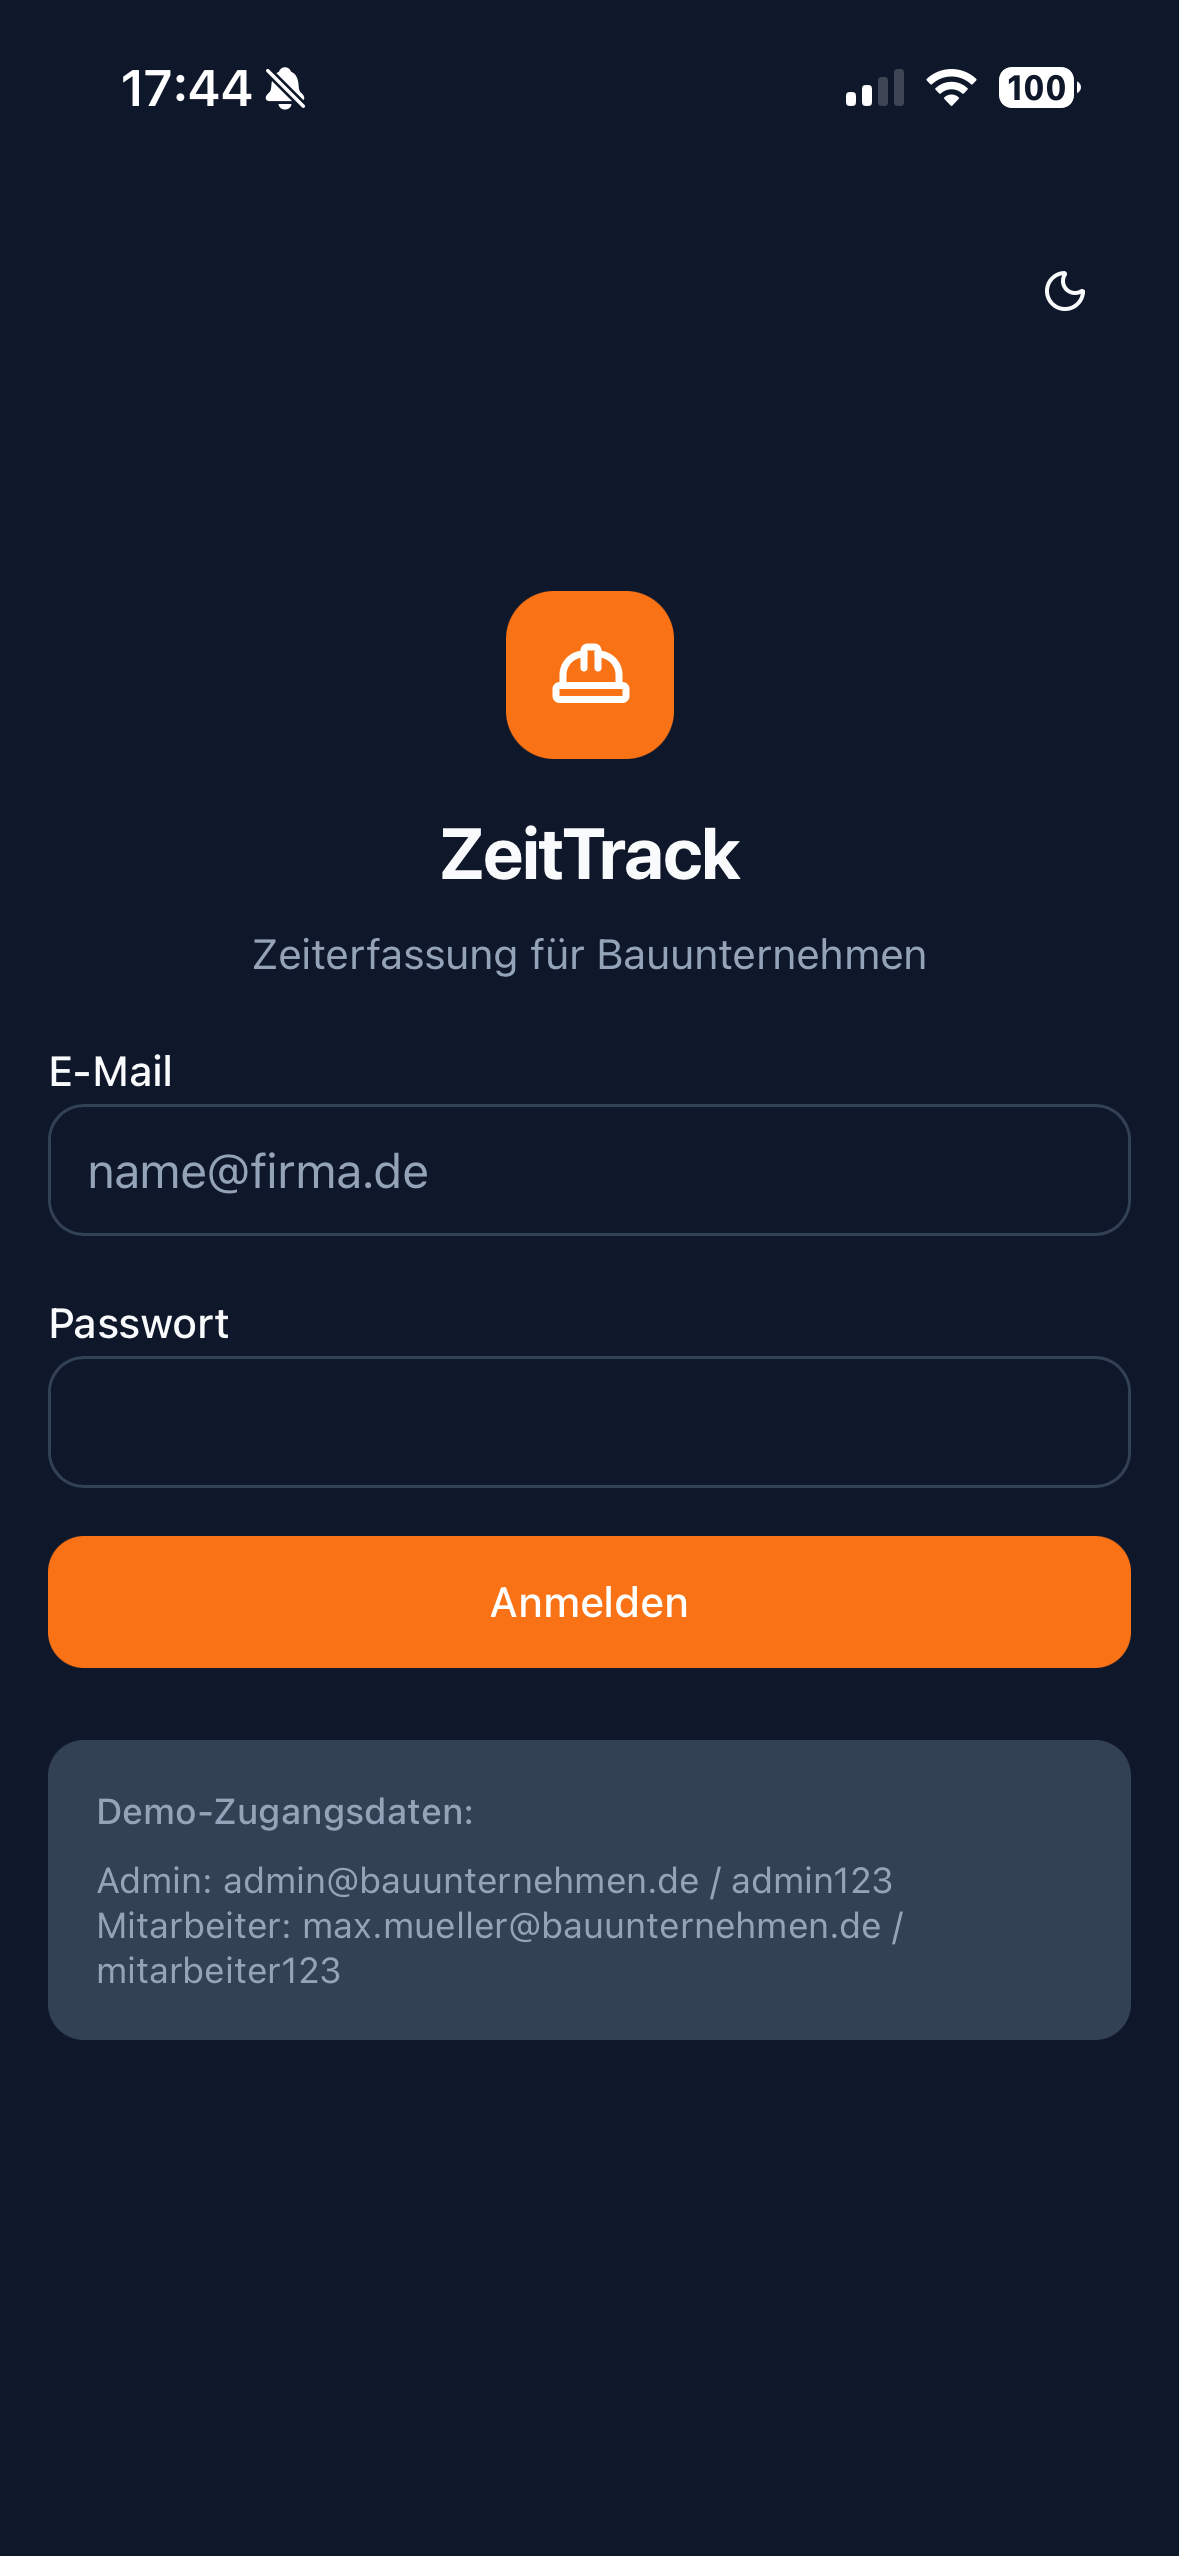 17:44
100
ZeitTrack
Zeiterfassung für Bauunternehmen
E-Mail
name@firma.de
Passwort
Anmelden
Demo-Zugangsdaten:
Admin: admin@bauunternehmen.de / admin123
Mitarbeiter: max.mueller@bauunternehmen.de /
mitarbeiter123